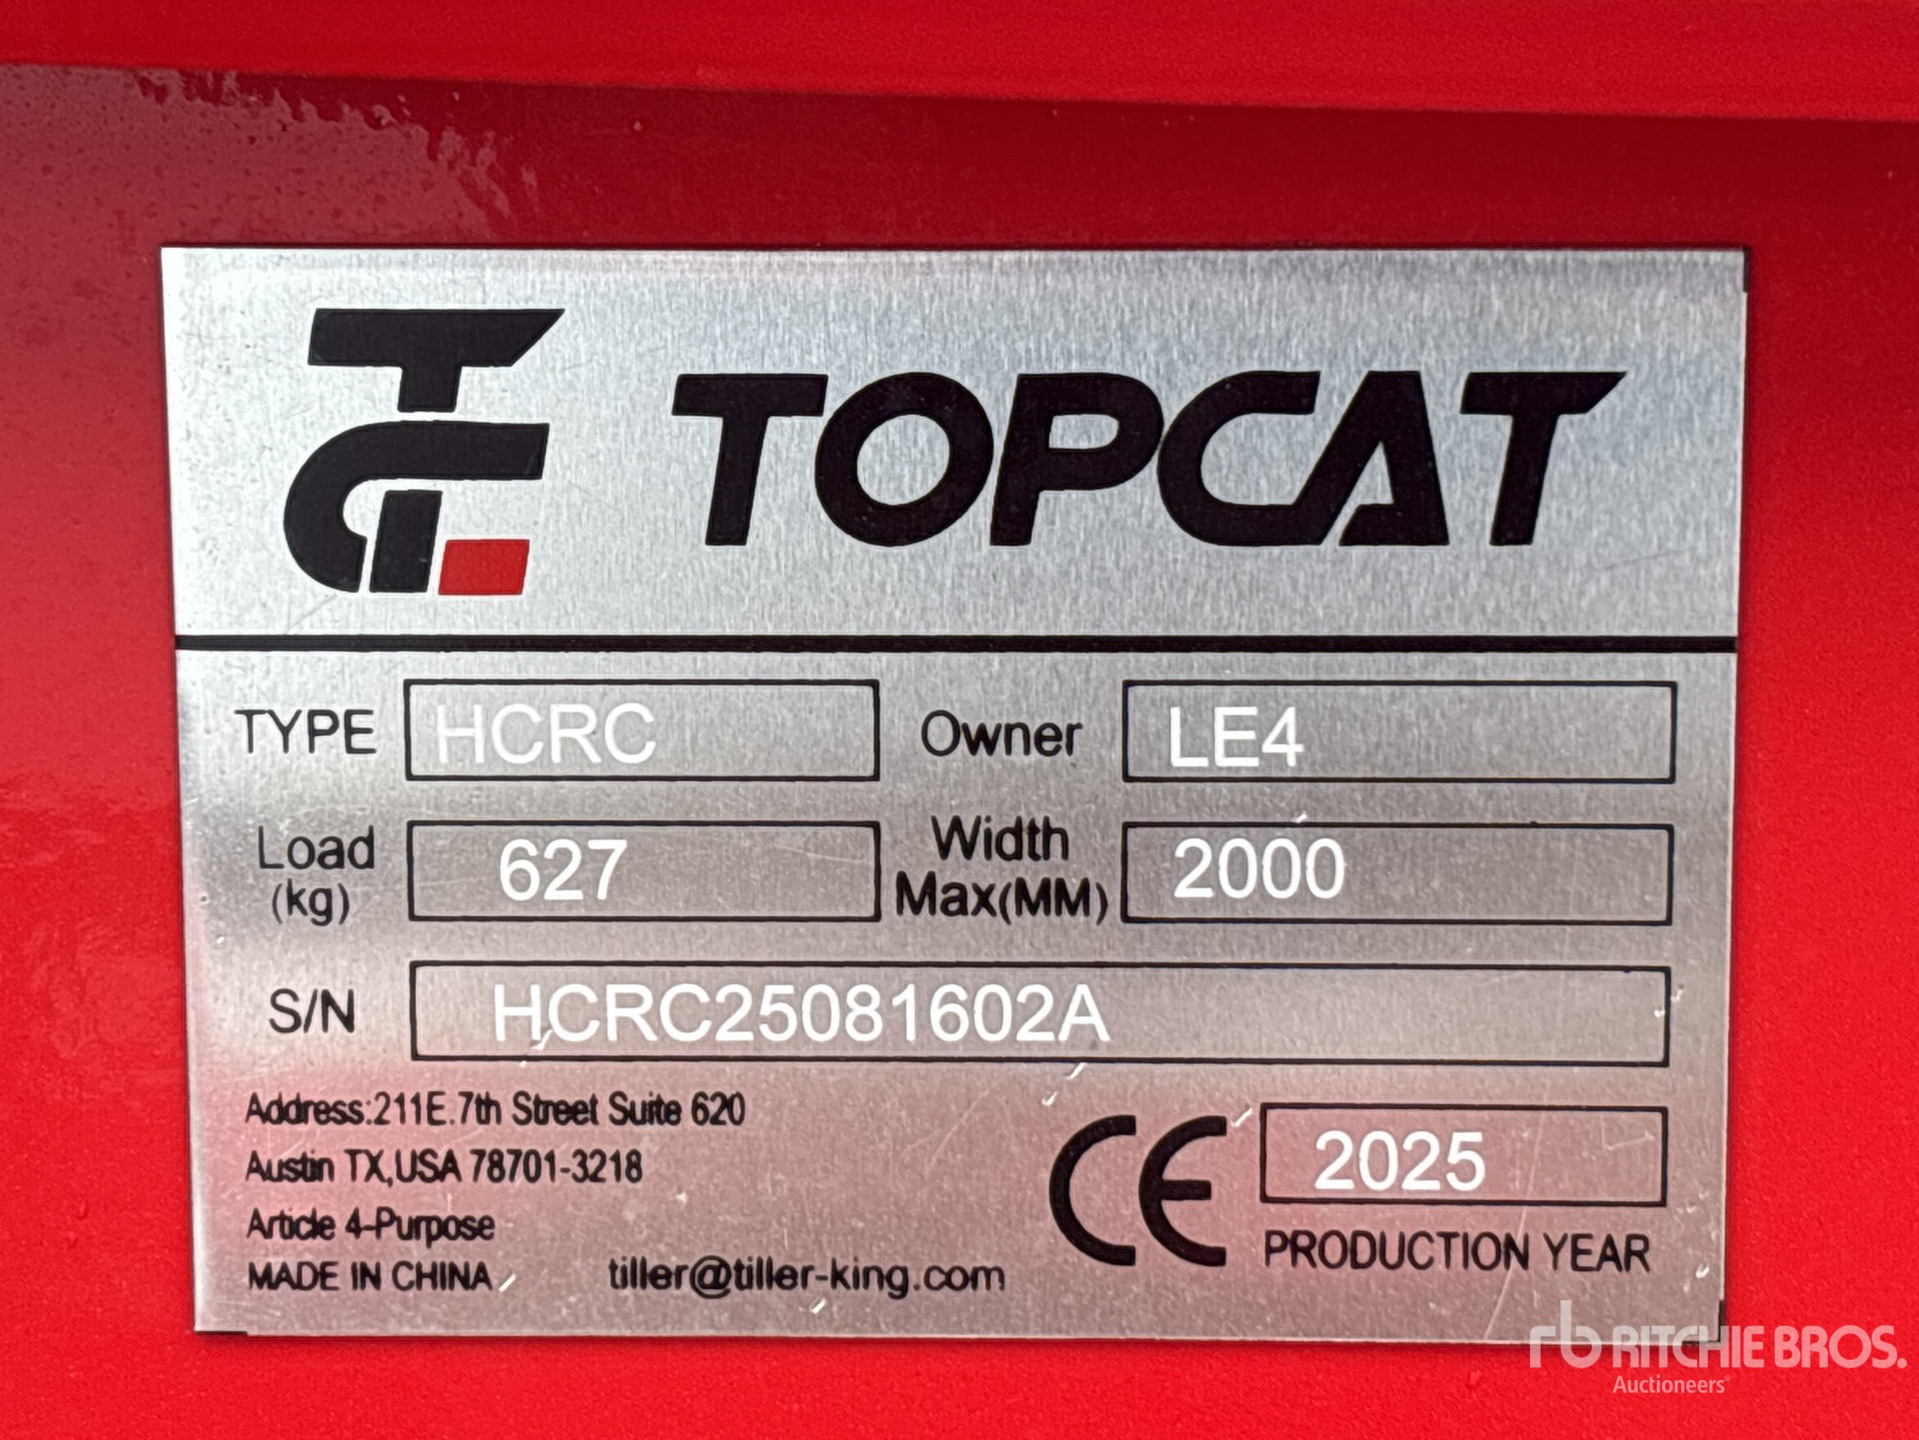 TC
TOPCAT
TYPE HCRC Owner LE4
Load (kg) 627 Width Max(MM) 2000
S/N HCRC25081602A
Address:211E.7th Street Suite 620
Austin TX,USA 78701-3218
Article 4-Purpose
MADE IN CHINA tiller@tiller-king.com
CE 2025
PRODUCTION YEAR
rb RITCHIE BROS.
Auctioneers